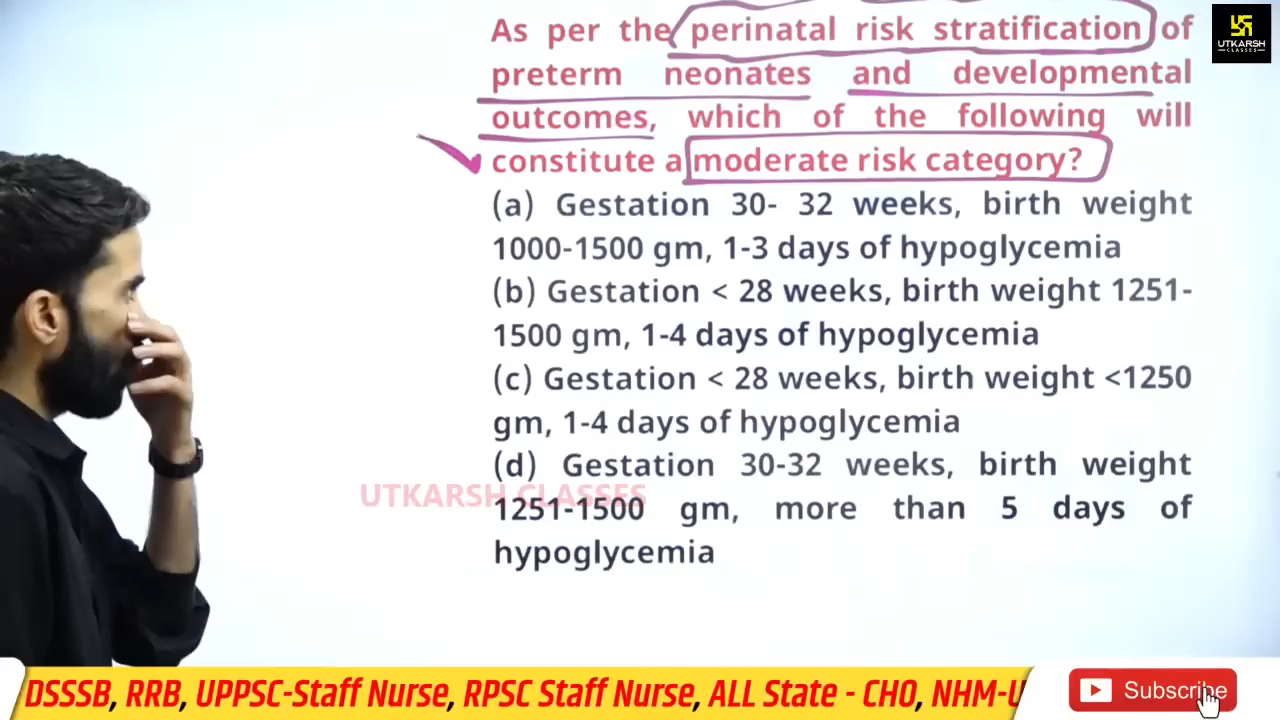 As per the perinatal risk stratification of
preterm neonates and developmental
outcomes, which of the following will
constitute a moderate risk category?
(a) Gestation 30- 32 weeks, birth weight
1000-1500 gm, 1-3 days of hypoglycemia
(b) Gestation < 28 weeks, birth weight 1251-
1500 gm, 1-4 days of hypoglycemia
(c) Gestation < 28 weeks, birth weight <1250
gm, 1-4 days of hypoglycemia
(d) Gestation 30-32 weeks, birth weight
1251-1500 gm, more than 5 days of
hypoglycemia
UTKARSH CLASSES
UTKARSH
CLASSES
DSSSB, RRB, UPPSC-Staff Nurse, RPSC Staff Nurse, ALL State - CHO, NHM-U
Subscribe